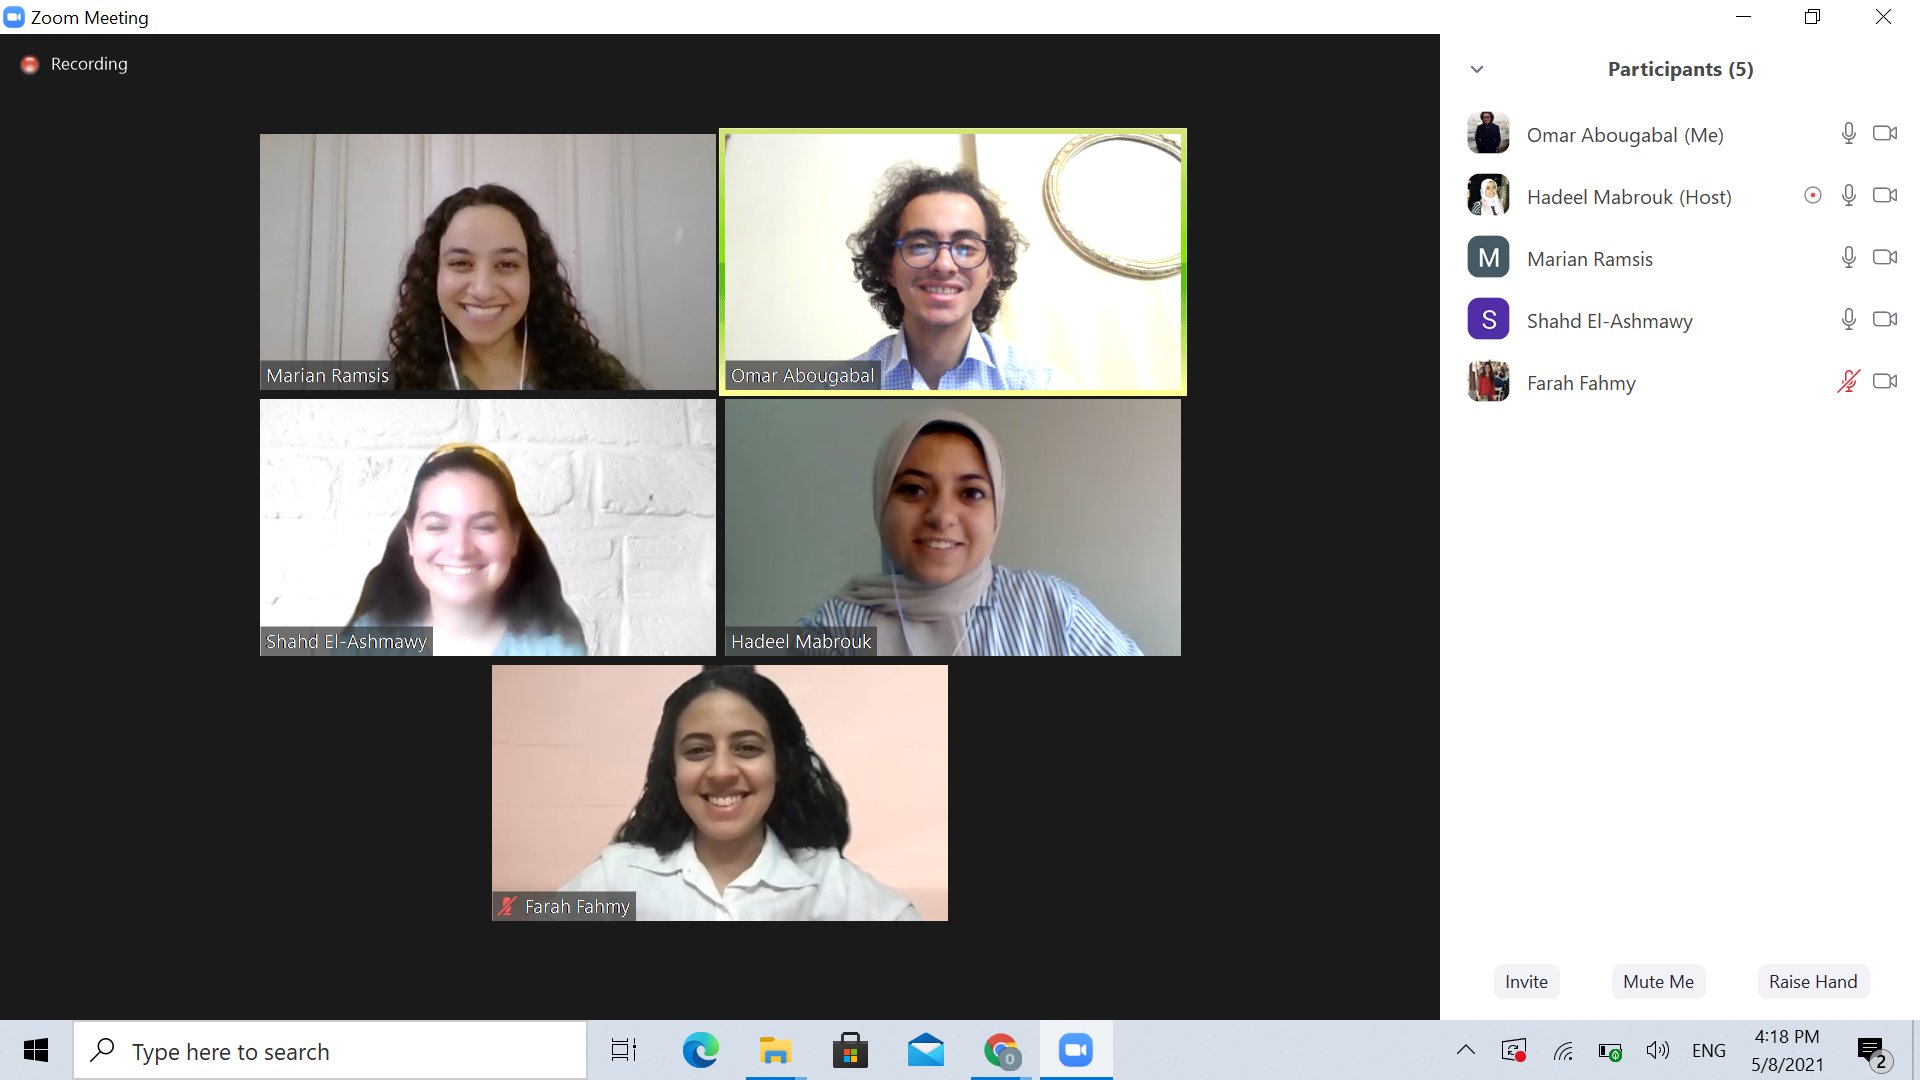 Zoom Meeting
Recording
Marian Ramsis
Omar Abougabal
Shahd El-Ashmawy
Hadeel Mabrouk
Farah Fahmy
Participants (5)
Omar Abougabal (Me)
Hadeel Mabrouk (Host)
M
Marian Ramsis
S
Shahd El-Ashmawy
Farah Fahmy
Invite
Mute Me
Raise Hand
Type here to search
0
ENG
4:18 PM
5/8/2021
2